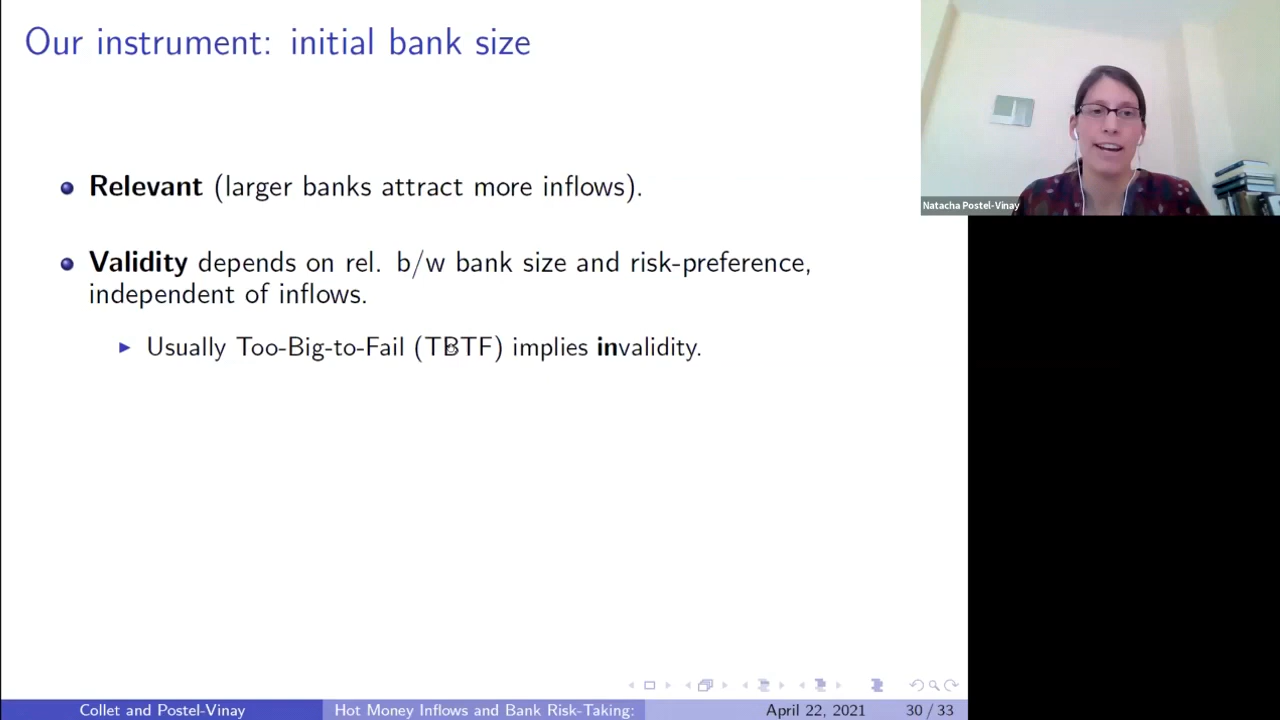 Our instrument: initial bank size
Relevant (larger banks attract more inflows).
Validity depends on rel. b/w bank size and risk-preference,
independent of inflows.
Usually Too-Big-to-Fail (TBTF) implies invalidity.
Natacha Postel-Vinay
Collet and Postel-Vinay
Hot Money Inflows and Bank Risk-Taking:
April 22, 2021
30 / 33